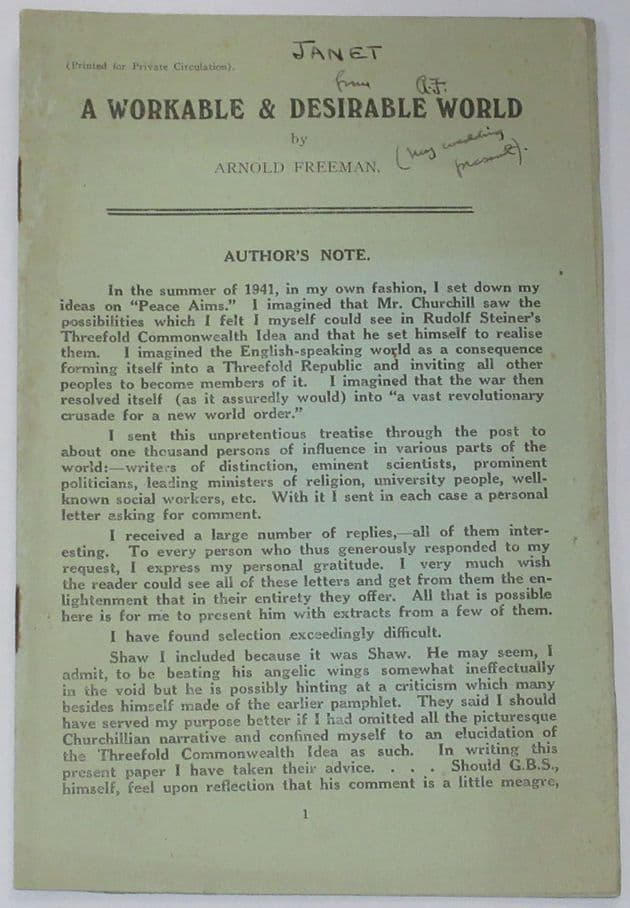 JANET
(Printed for Private Circulation).
from A.F.
A WORKABLE & DESIRABLE WORLD
by
(my wedding
ARNOLD FREEMAN.
present).
AUTHOR'S NOTE.
In the summer of 1941, in my own fashion, I set down my
ideas on "Peace Aims." I imagined that Mr. Churchill saw the
possibilities which I felt I myself could see in Rudolf Steiner's
Threefold Commonwealth Idea and that he set himself to realise
them. I imagined the English-speaking world as a consequence
forming itself into a Threefold Republic and inviting all other
peoples to become members of it. I imagined that the war then
resolved itself (as it assuredly would) into "a vast revolutionary
crusade for a new world order."
I sent this unpretentious treatise through the post to
about one thousand persons of influence in various parts of the
world:—writers of distinction, eminent scientists, prominent
politicians, leading ministers of religion, university people, well-
known social workers, etc. With it I sent in each case a personal
letter asking for comment.
I received a large number of replies,—all of them inter-
esting. To every person who thus generously responded to my
request, I express my personal gratitude. I very much wish
the reader could see all of these letters and get from them the en-
lightenment that in their entirety they offer. All that is possible
here is for me to present him with extracts from a few of them.
I have found selection exceedingly difficult.
Shaw I included because it was Shaw. He may seem, I
admit, to be beating his angelic wings somewhat ineffectually
in the void but he is possibly hinting at a criticism which many
besides himself made of the earlier pamphlet. They said I should
have served my purpose better if I had omitted all the picturesque
Churchillian narrative and confined myself to an elucidation of
the Threefold Commonwealth Idea as such. In writing this
present paper I have taken their advice. . . . Should G.B.S.,
himself, feel upon reflection that his comment is a little meagre,
1